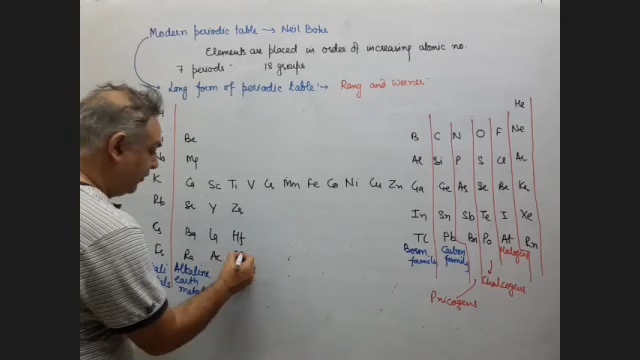 Modern periodic table → Neil Bohr
Elements are placed in order of increasing atomic no.
7 periods. 18 groups
Long form of periodic table → Rang and Werner
He
Be B C N O F Ne
Al Si P S Cl
K Ca Sc Ti V Cr Mn Fe Co Ni Cu Zn Ga Ge As Se Br Kr
Rb Sr Y Zr In Sn Sb Te I Xe
Cs Ba La Hf Tl Pb Bi Po At Rn
Ra Ac
Alkaline earth
Boron family
Carbon family
Halogens
Pnicogens
Khalcogens